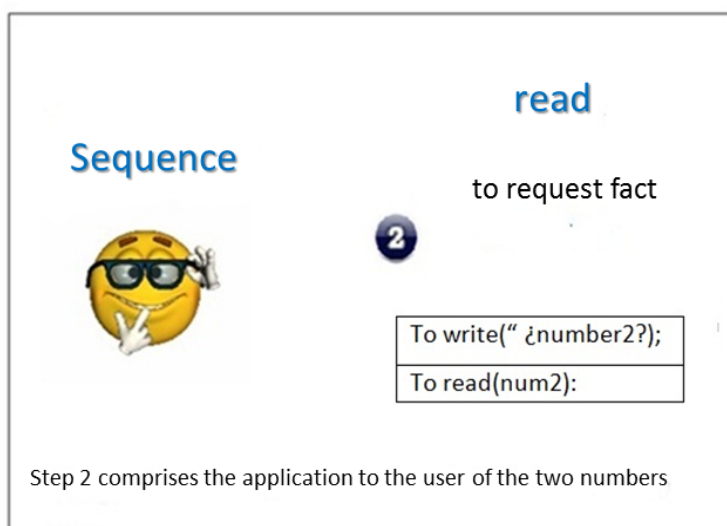 read
Sequence
to request fact
2
To write(“ ¿number2?);
To read(num2):
Step 2 comprises the application to the user of the two numbers